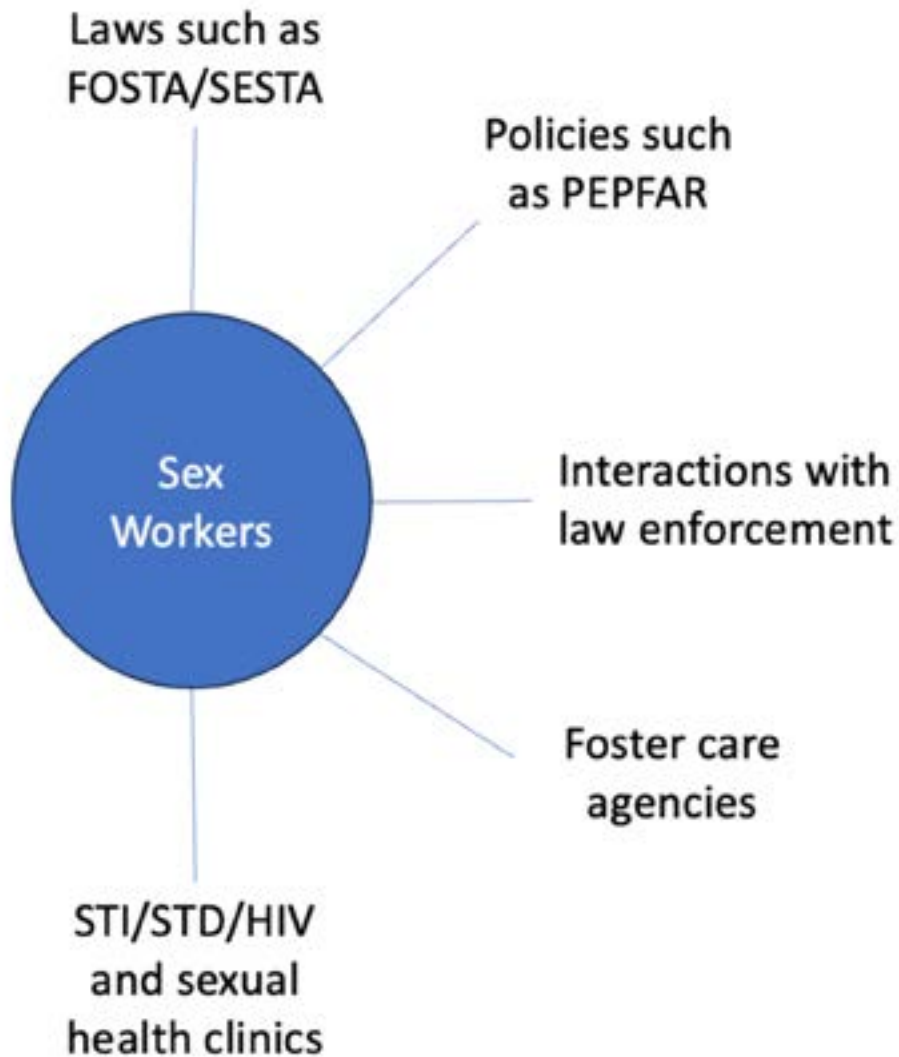 Laws such as
FOSTA/SESTA
Policies such
as PEPFAR
Sex
Workers
Interactions with
law enforcement
Foster care
agencies
STI/STD/HIV
and sexual
health clinics